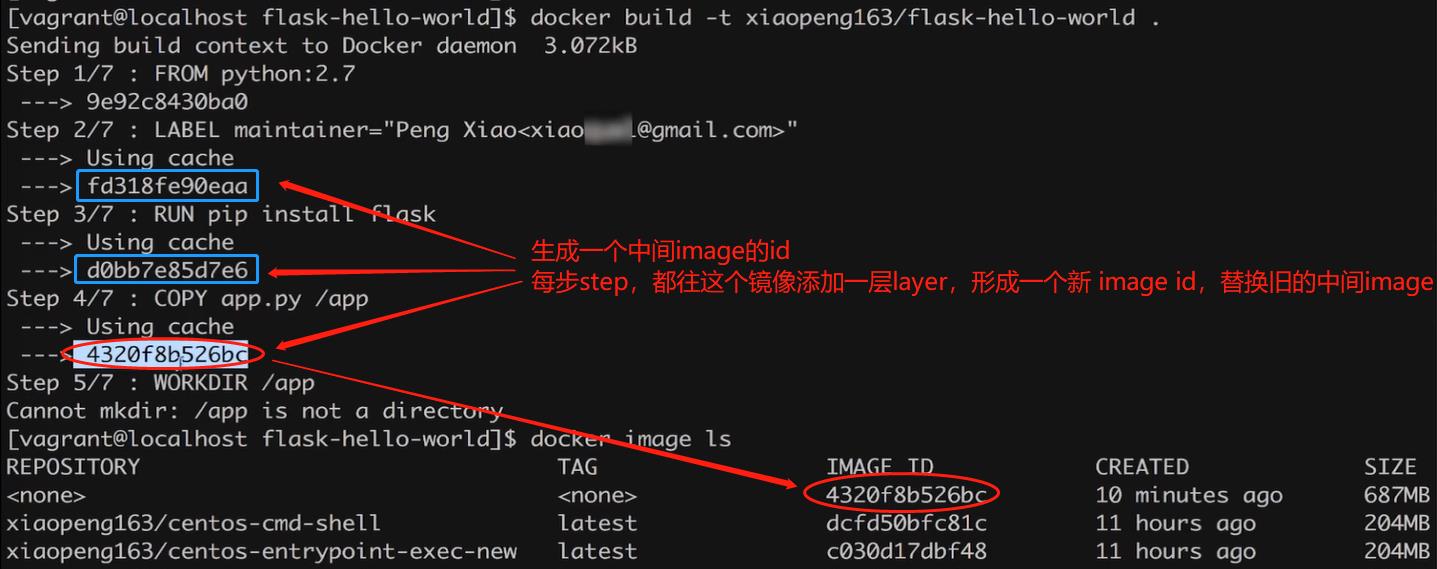 [vagrant@localhost flask-hello-world]$ docker build -t xiaopeng163/flask-hello-world .
Sending build context to Docker daemon  3.072kB
Step 1/7 : FROM python:2.7
 ---> 9e92c8430ba0
Step 2/7 : LABEL maintainer="Peng Xiao<xiao @gmail.com>"
 ---> Using cache
 ---> fd318fe90eaa
Step 3/7 : RUN pip install flask
 ---> Using cache
生成一个中间image的id
 ---> d0bb7e85d7e6
每步step，都往这个镜像添加一层layer，形成一个新 image id，替换旧的中间image
Step 4/7 : COPY app.py /app
 ---> Using cache
 ---> 4320f8b526bc
Step 5/7 : WORKDIR /app
Cannot mkdir: /app is not a directory
[vagrant@localhost flask-hello-world]$ docker image ls
REPOSITORY TAG IMAGE ID CREATED SIZE
<none> <none> 4320f8b526bc 10 minutes ago 687MB
xiaopeng163/centos-cmd-shell latest dcfd50bfc81c 11 hours ago 204MB
xiaopeng163/centos-entrypoint-exec-new latest c030d17dbf48 11 hours ago 204MB